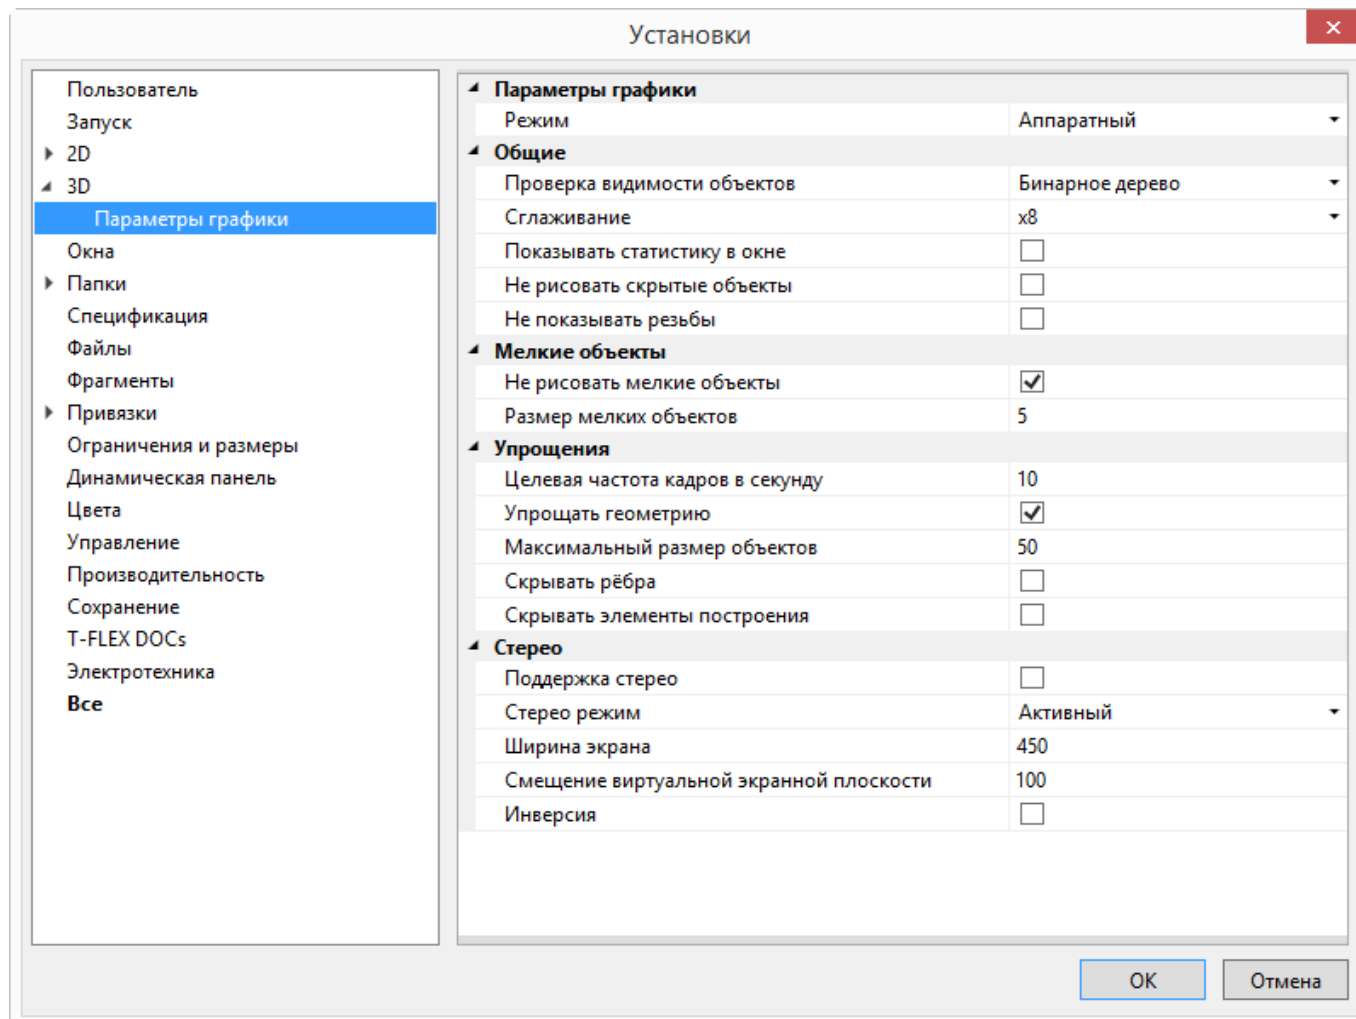 Установки
Пользователь
Запуск
2D
3D
Параметры графики
Окна
Папки
Спецификация
Файлы
Фрагменты
Привязки
Ограничения и размеры
Динамическая панель
Цвета
Управление
Производительность
Сохранение
T-FLEX DOCs
Электротехника
Все
Параметры графики
Режим Аппаратный
Общие
Проверка видимости объектов Бинарное дерево
Сглаживание x8
Показывать статистику в окне
Не рисовать скрытые объекты
Не показывать резьбы
Мелкие объекты
Не рисовать мелкие объекты
Размер мелких объектов 5
Упрощения
Целевая частота кадров в секунду 10
Упрощать геометрию
Максимальный размер объектов 50
Скрывать рёбра
Скрывать элементы построения
Стерео
Поддержка стерео
Стерео режим Активный
Ширина экрана 450
Смещение виртуальной экранной плоскости 100
Инверсия
OK Отмена